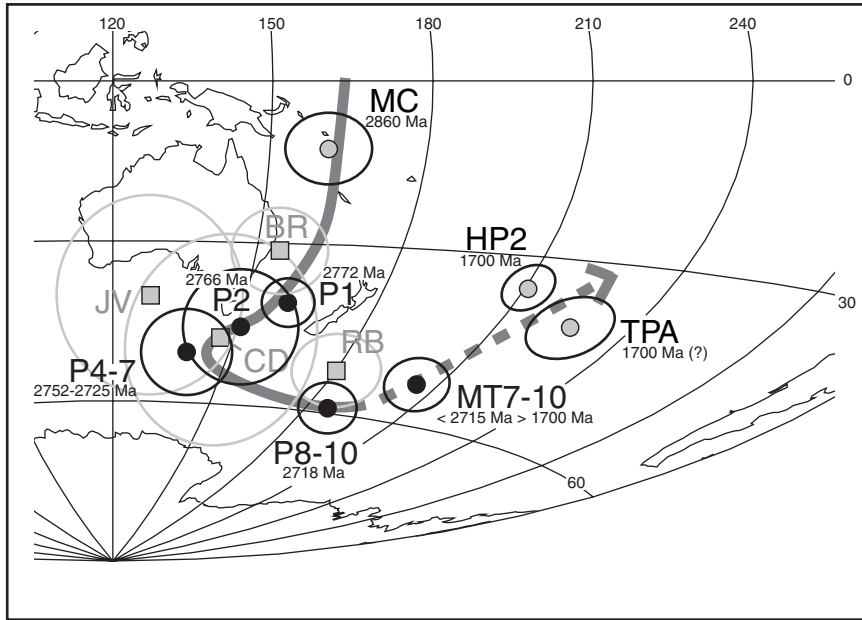 120 150 180 210 240
0
MC
2860 Ma
BR
HP2
1700 Ma
2766 Ma
2772 Ma
JV
P2
P1
30
TPA
1700 Ma (?)
RB
CD
P4-7
2752-2725 Ma
MT7-10
< 2715 Ma > 1700 Ma
P8-10
2718 Ma
60